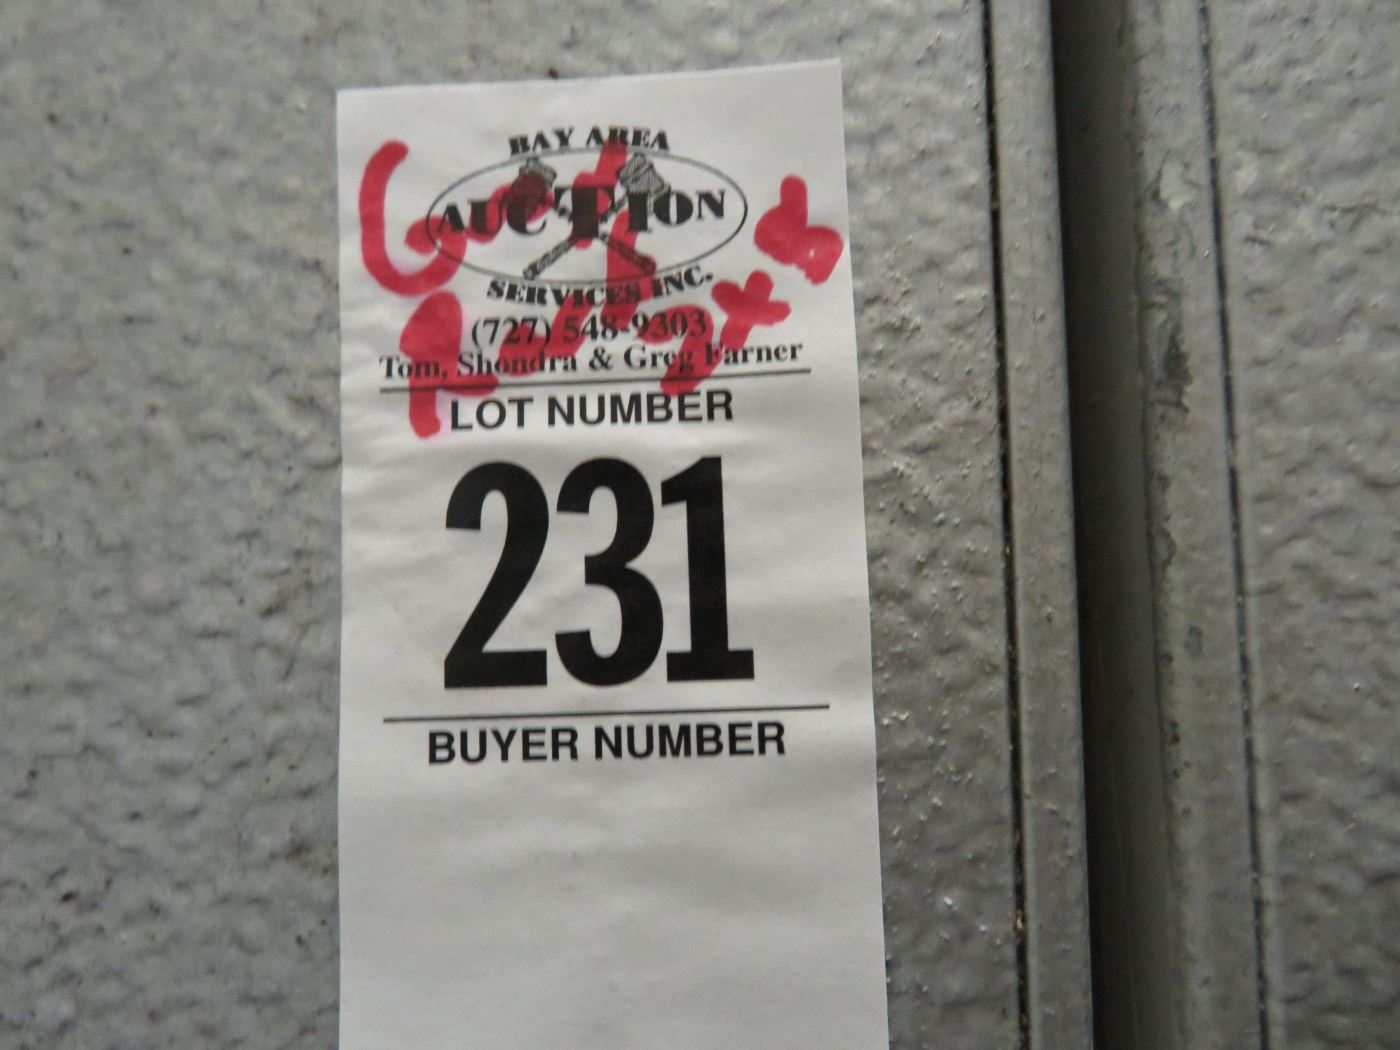 BAY AREA
AUCTION
SERVICES INC.
(727) 548-9303
Tom, Shondra & Greg Farner
LOT NUMBER
231
BUYER NUMBER